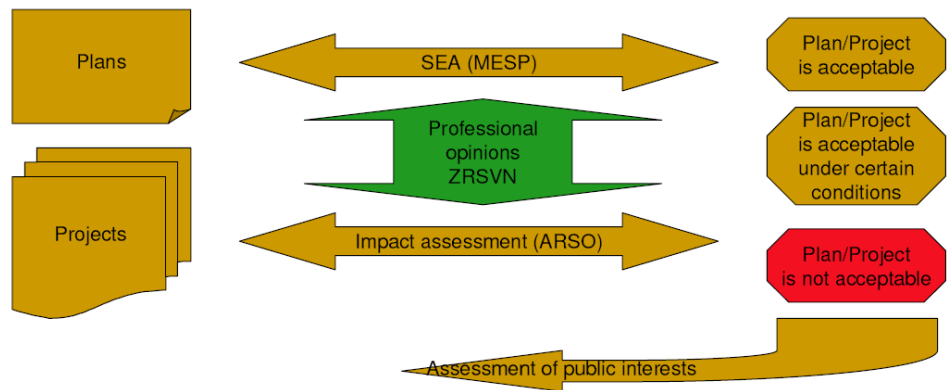 Plans
SEA (MESP)
Plan/Project
is acceptable
Professional
opinions
ZRSVN
Plan/Project
is acceptable
under certain
conditions
Projects
Impact assessment (ARSO)
Plan/Project
is not acceptable
Assessment of public interests